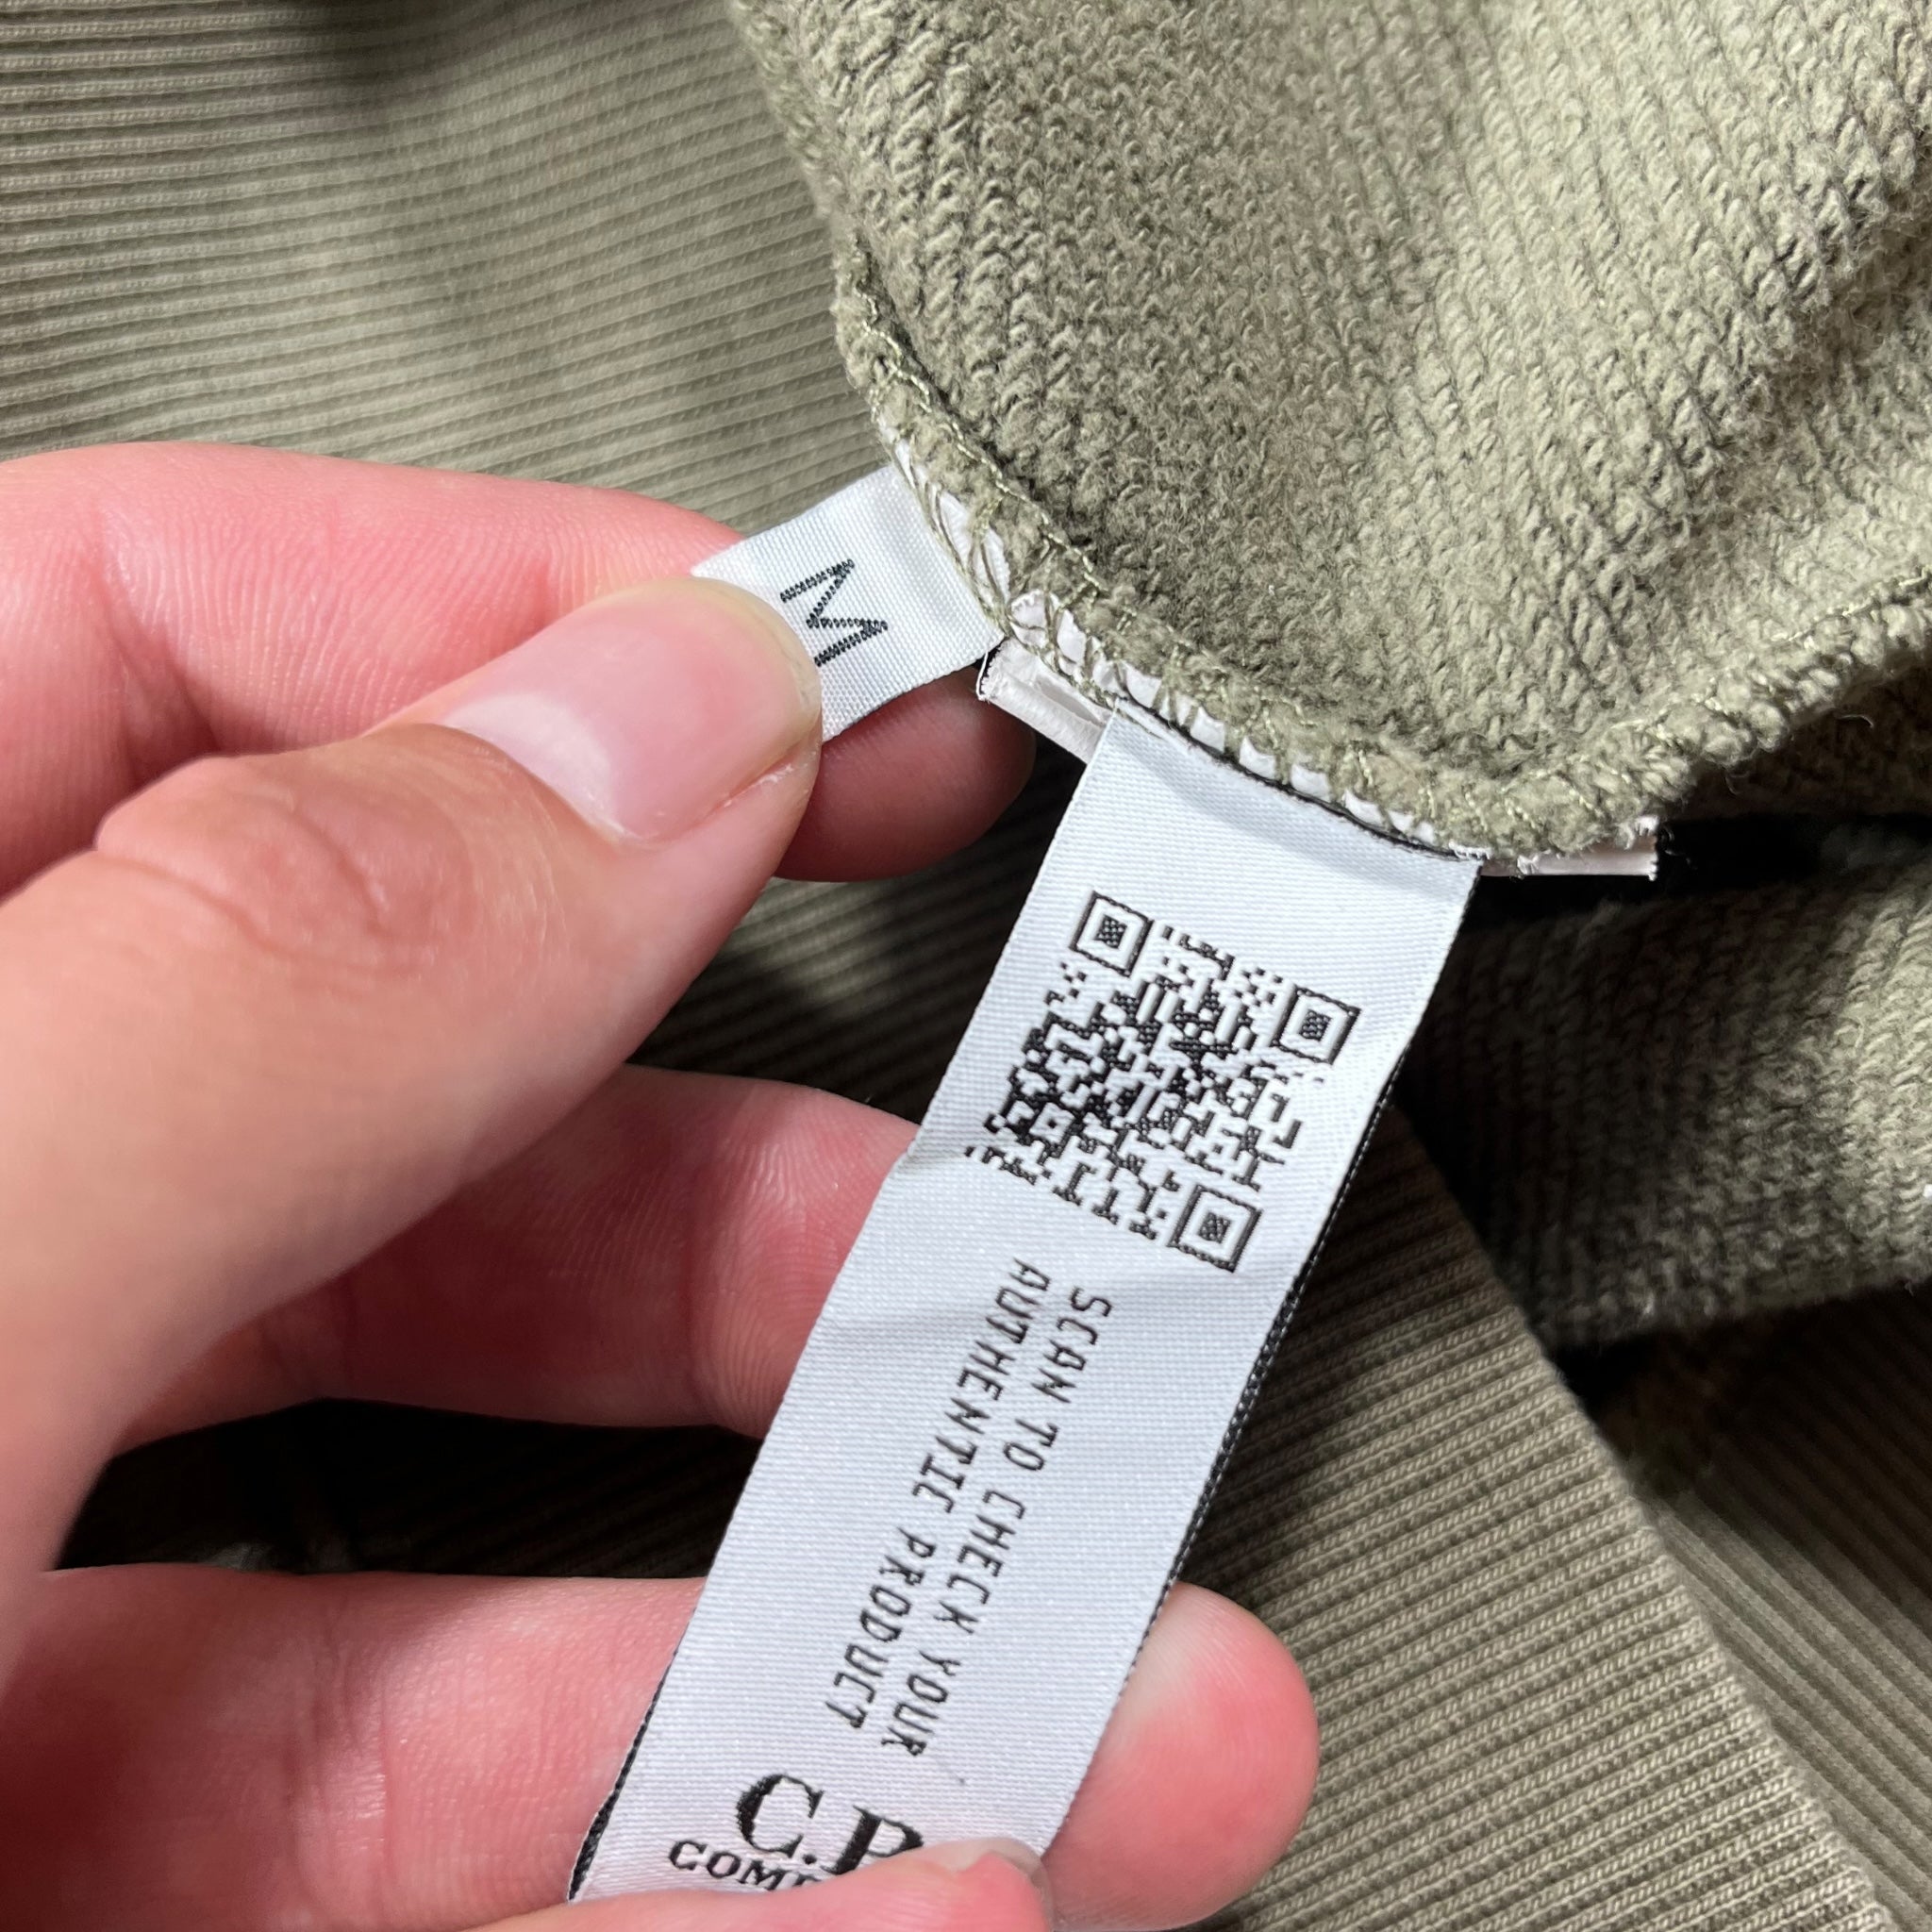 M
SCAN TO CHECK YOUR
AUTHENTIC PRODUCT
C.P.